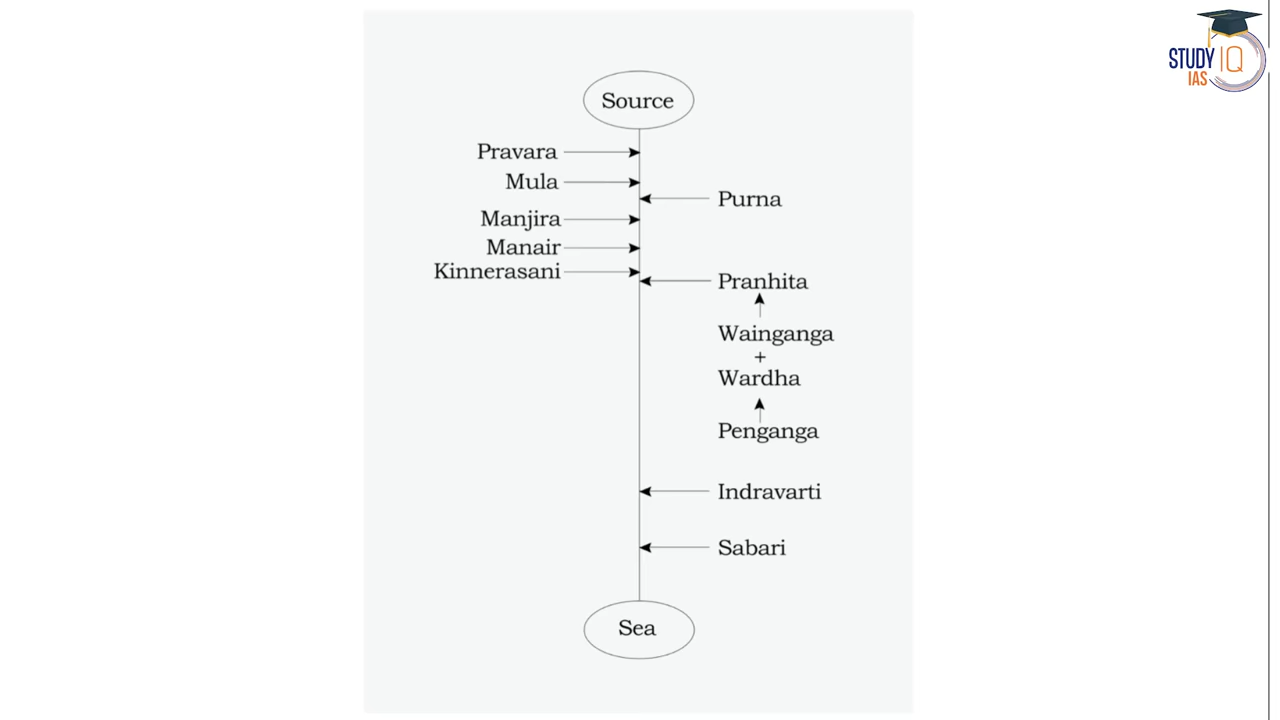 STUDY IQ
IAS
Source
Pravara
Mula
Purna
Manjira
Manair
Kinnerasani
Pranhita
Wainganga
+
Wardha
Penganga
Indravarti
Sabari
Sea